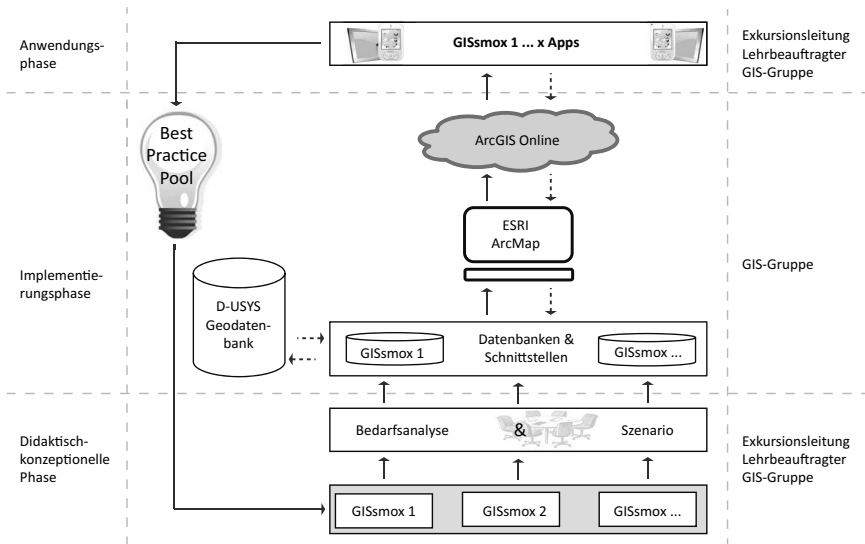 Anwendungs-
phase
GISsmox 1 ... x Apps
Exkursionsleitung
Lehrbeauftragter
GIS-Gruppe
Best
Practice
Pool
ArcGIS Online
ESRI
ArcMap
Implementie-
rungsphase
GIS-Gruppe
D-USYS
Geodaten-
bank
GISsmox 1
Datenbanken &
Schnittstellen
GISsmox ...
Didaktisch-
konzeptionelle
Phase
Bedarfsanalyse
&
Szenario
Exkursionsleitung
Lehrbeauftragter
GIS-Gruppe
GISsmox 1
GISsmox 2
GISsmox ...